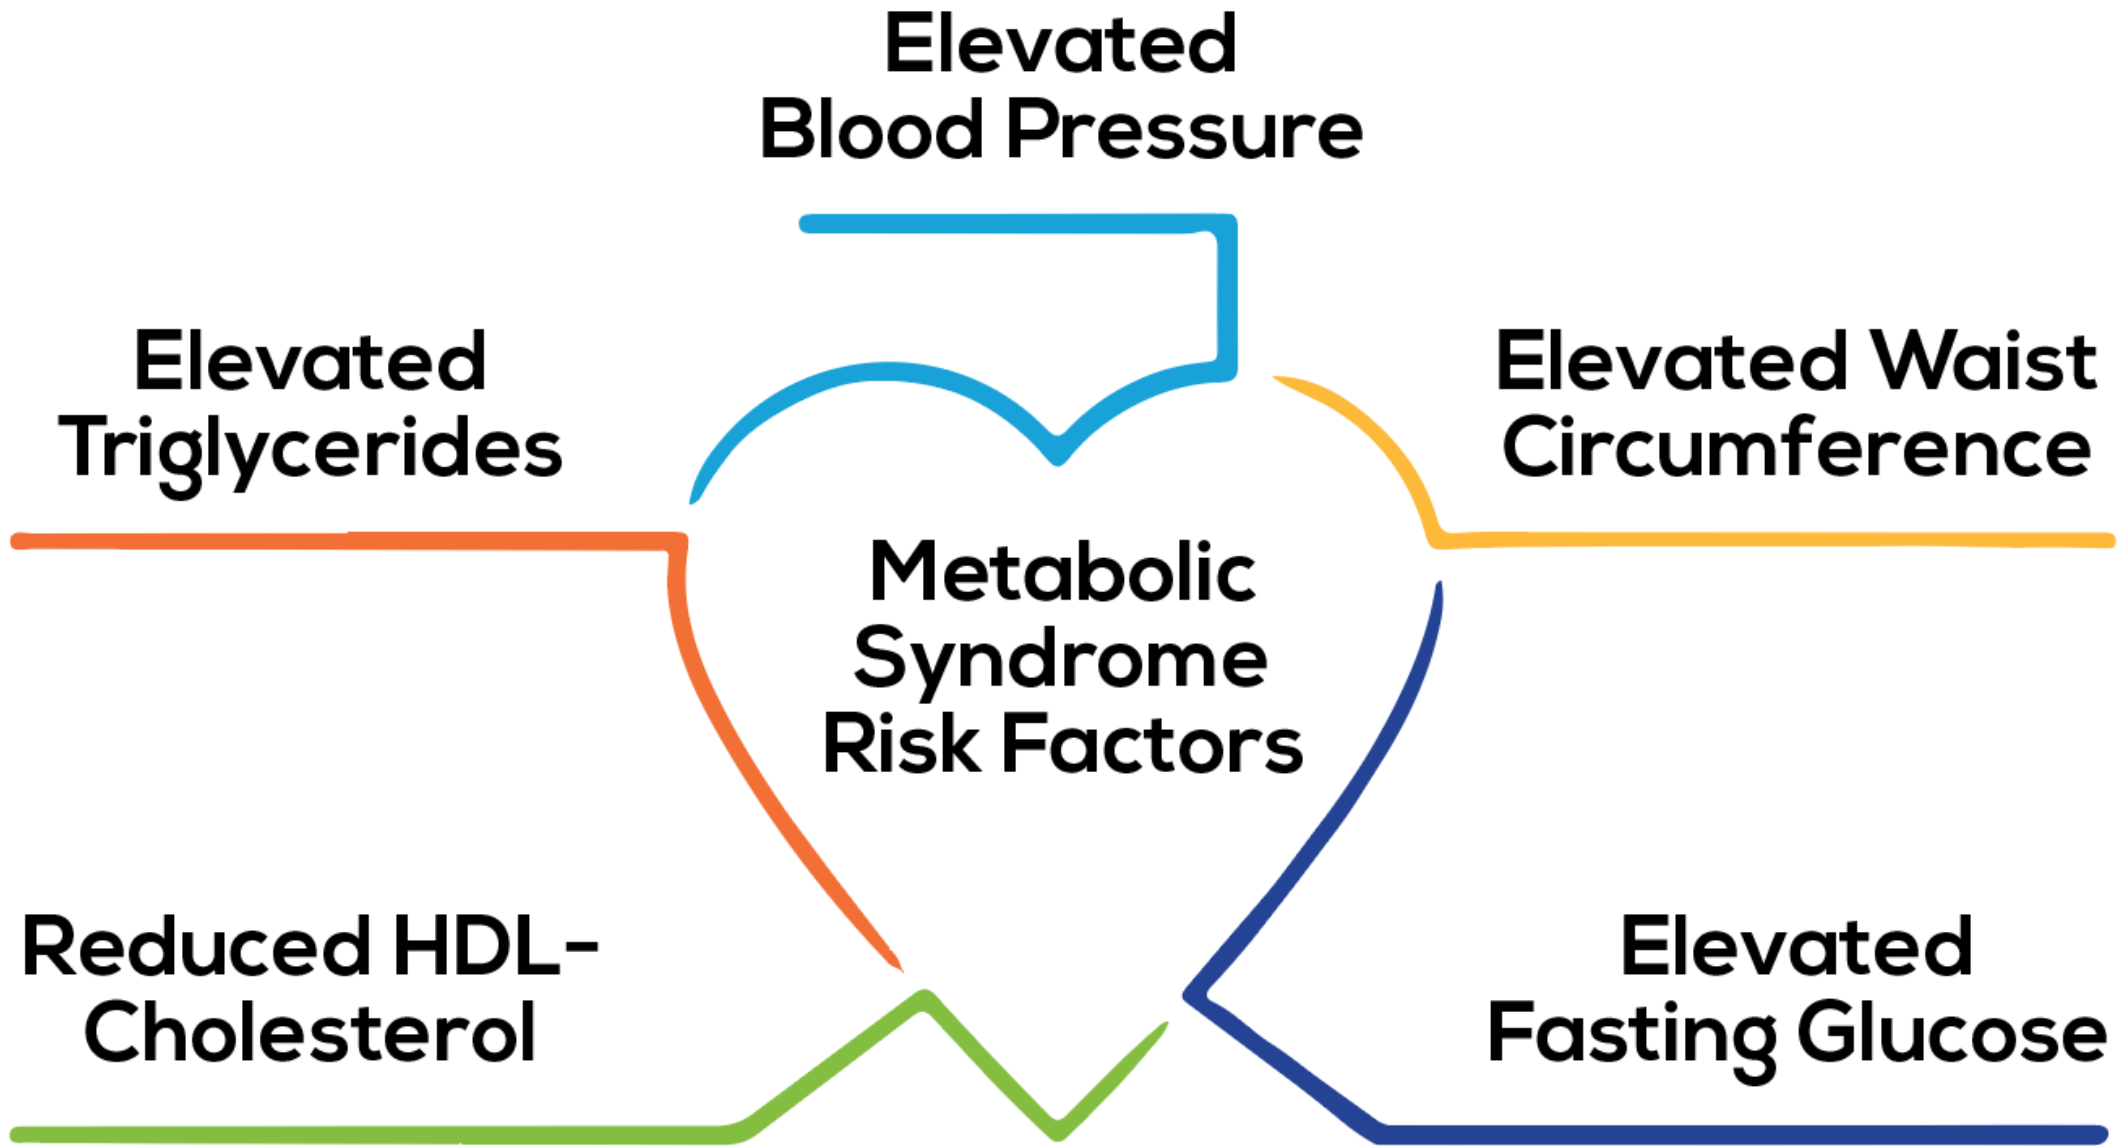 Elevated
Blood Pressure
Elevated
Triglycerides
Elevated Waist
Circumference
Metabolic
Syndrome
Risk Factors
Reduced HDL-
Cholesterol
Elevated
Fasting Glucose